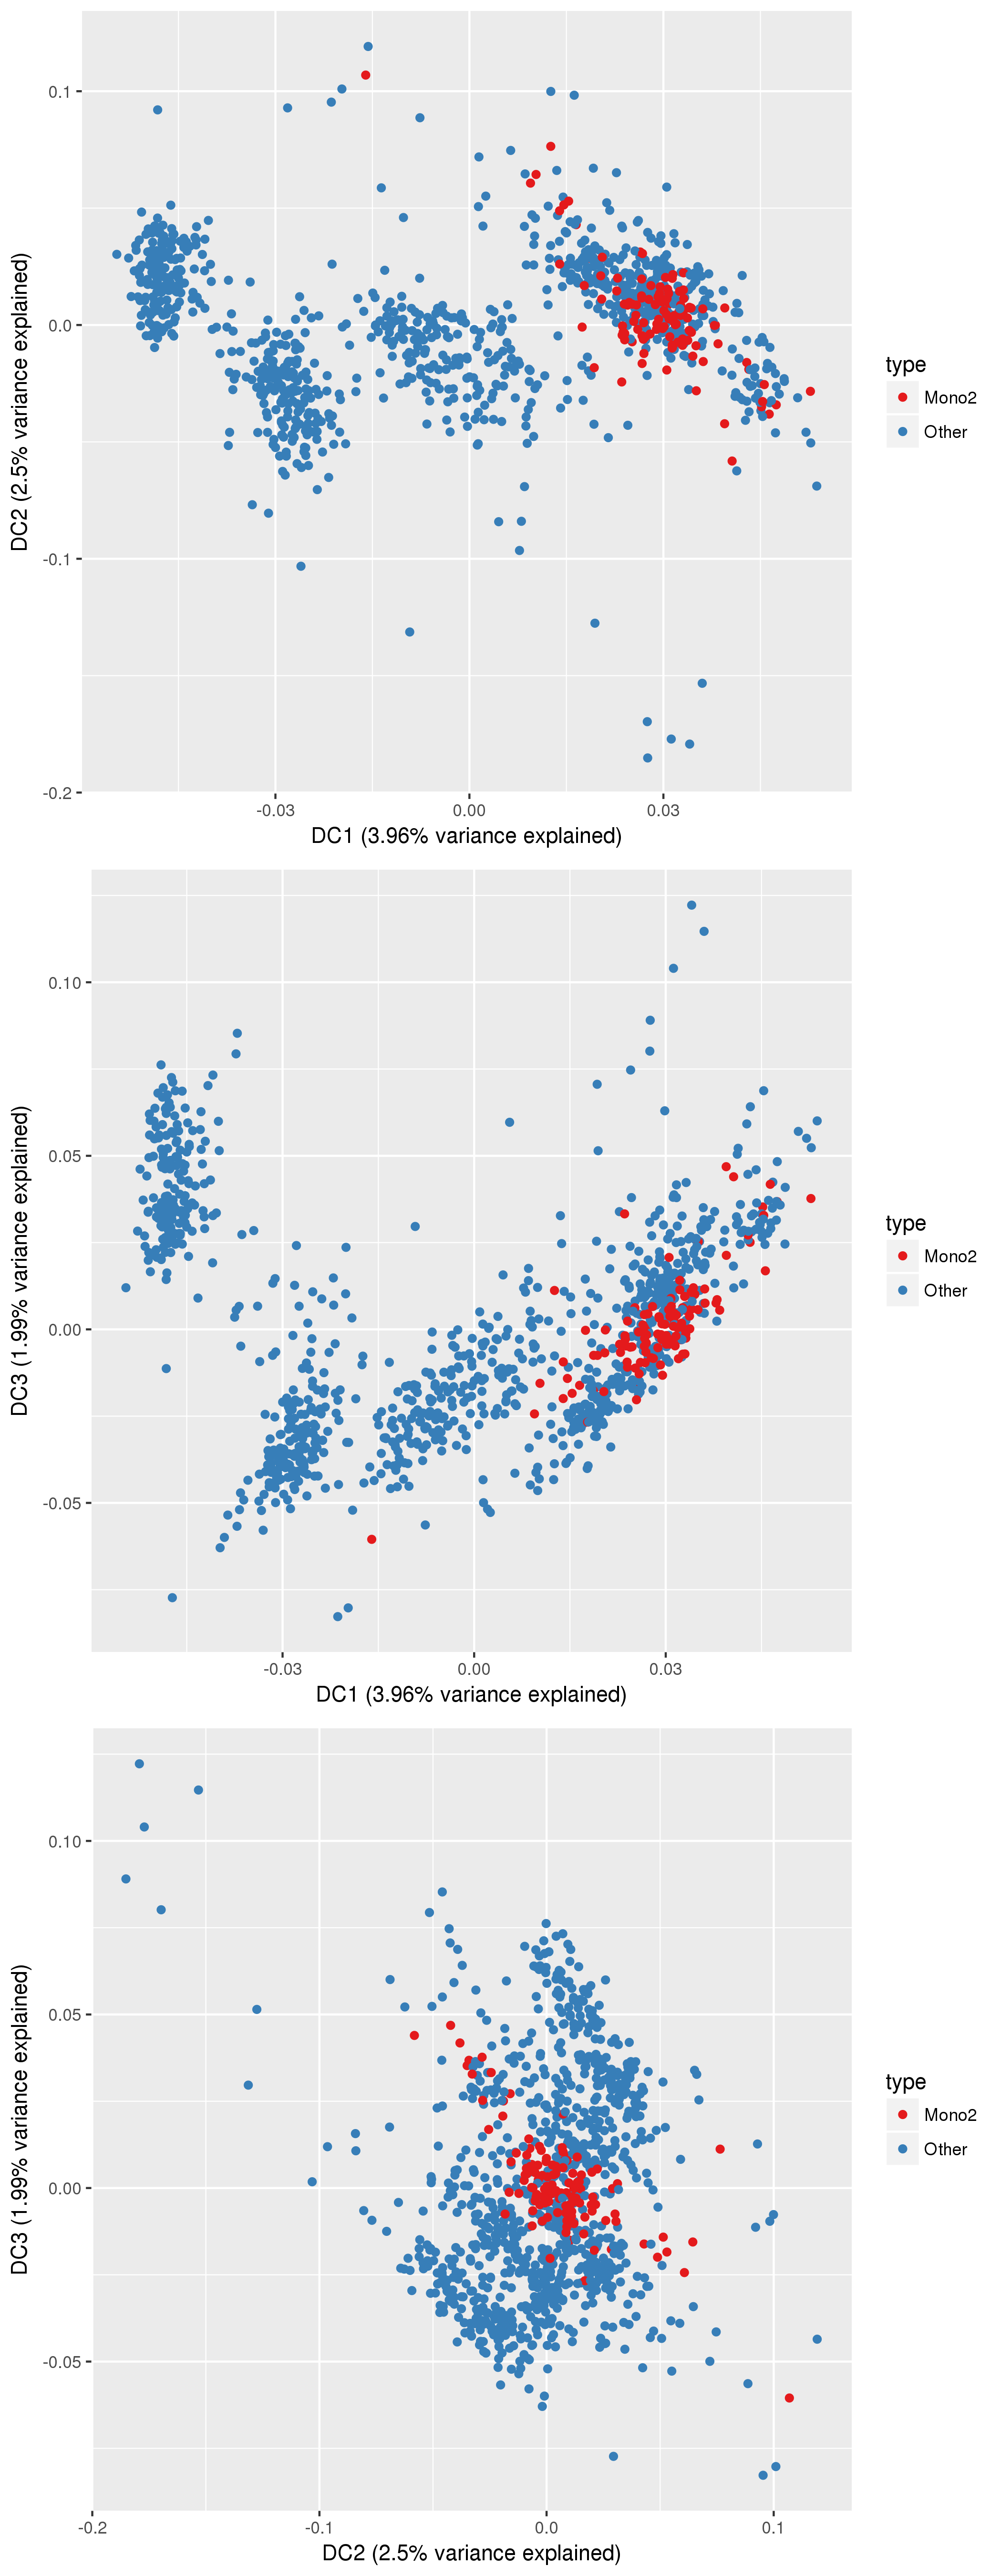 0.1
0.0
-0.1
-0.2
DC2 (2.5% variance explained)
-0.03 0.00 0.03
DC1 (3.96% variance explained)
type
Mono2
Other
0.10
0.05
0.00
-0.05
DC3 (1.99% variance explained)
-0.03 0.00 0.03
DC1 (3.96% variance explained)
type
Mono2
Other
0.10
0.05
0.00
-0.05
DC3 (1.99% variance explained)
-0.2 -0.1 0.0 0.1
DC2 (2.5% variance explained)
type
Mono2
Other